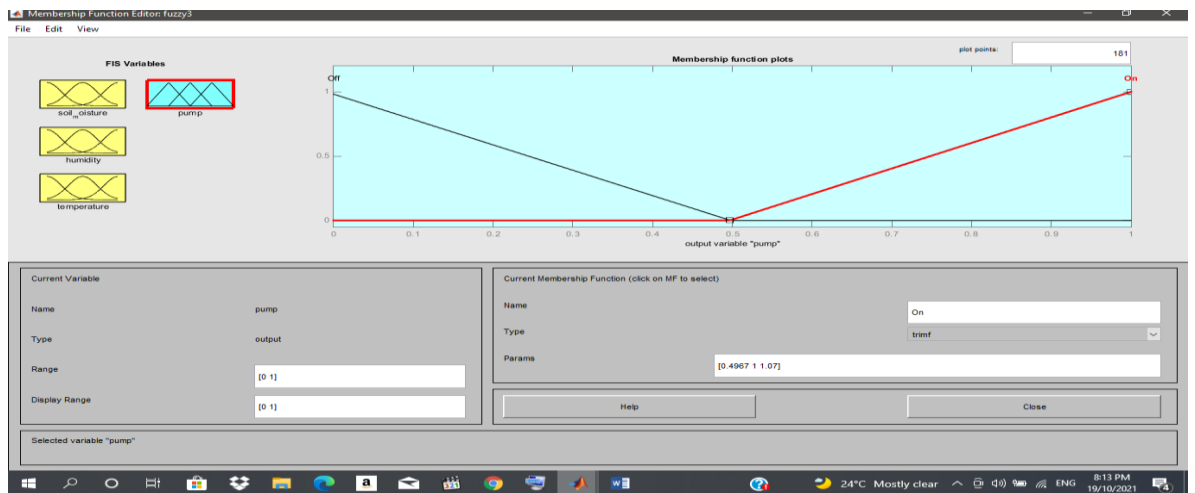 Membership Function Editor: fuzzy3
File Edit View
FIS Variables
soil_moisture
pump
humidity
temperature
plot points:
181
Membership function plots
Off
On
1
0.5
0
0 0.1 0.2 0.3 0.4 0.5 0.6 0.7 0.8 0.9 1
output variable "pump"
Current Variable
Name pump
Type output
Range [0 1]
Display Range [0 1]
Current Membership Function (click on MF to select)
Name On
Type trimf
Params [0.4967 1 1.07]
Help
Close
Selected variable "pump"
a
W
24°C Mostly clear
ENG
8:13 PM
19/10/2021
4